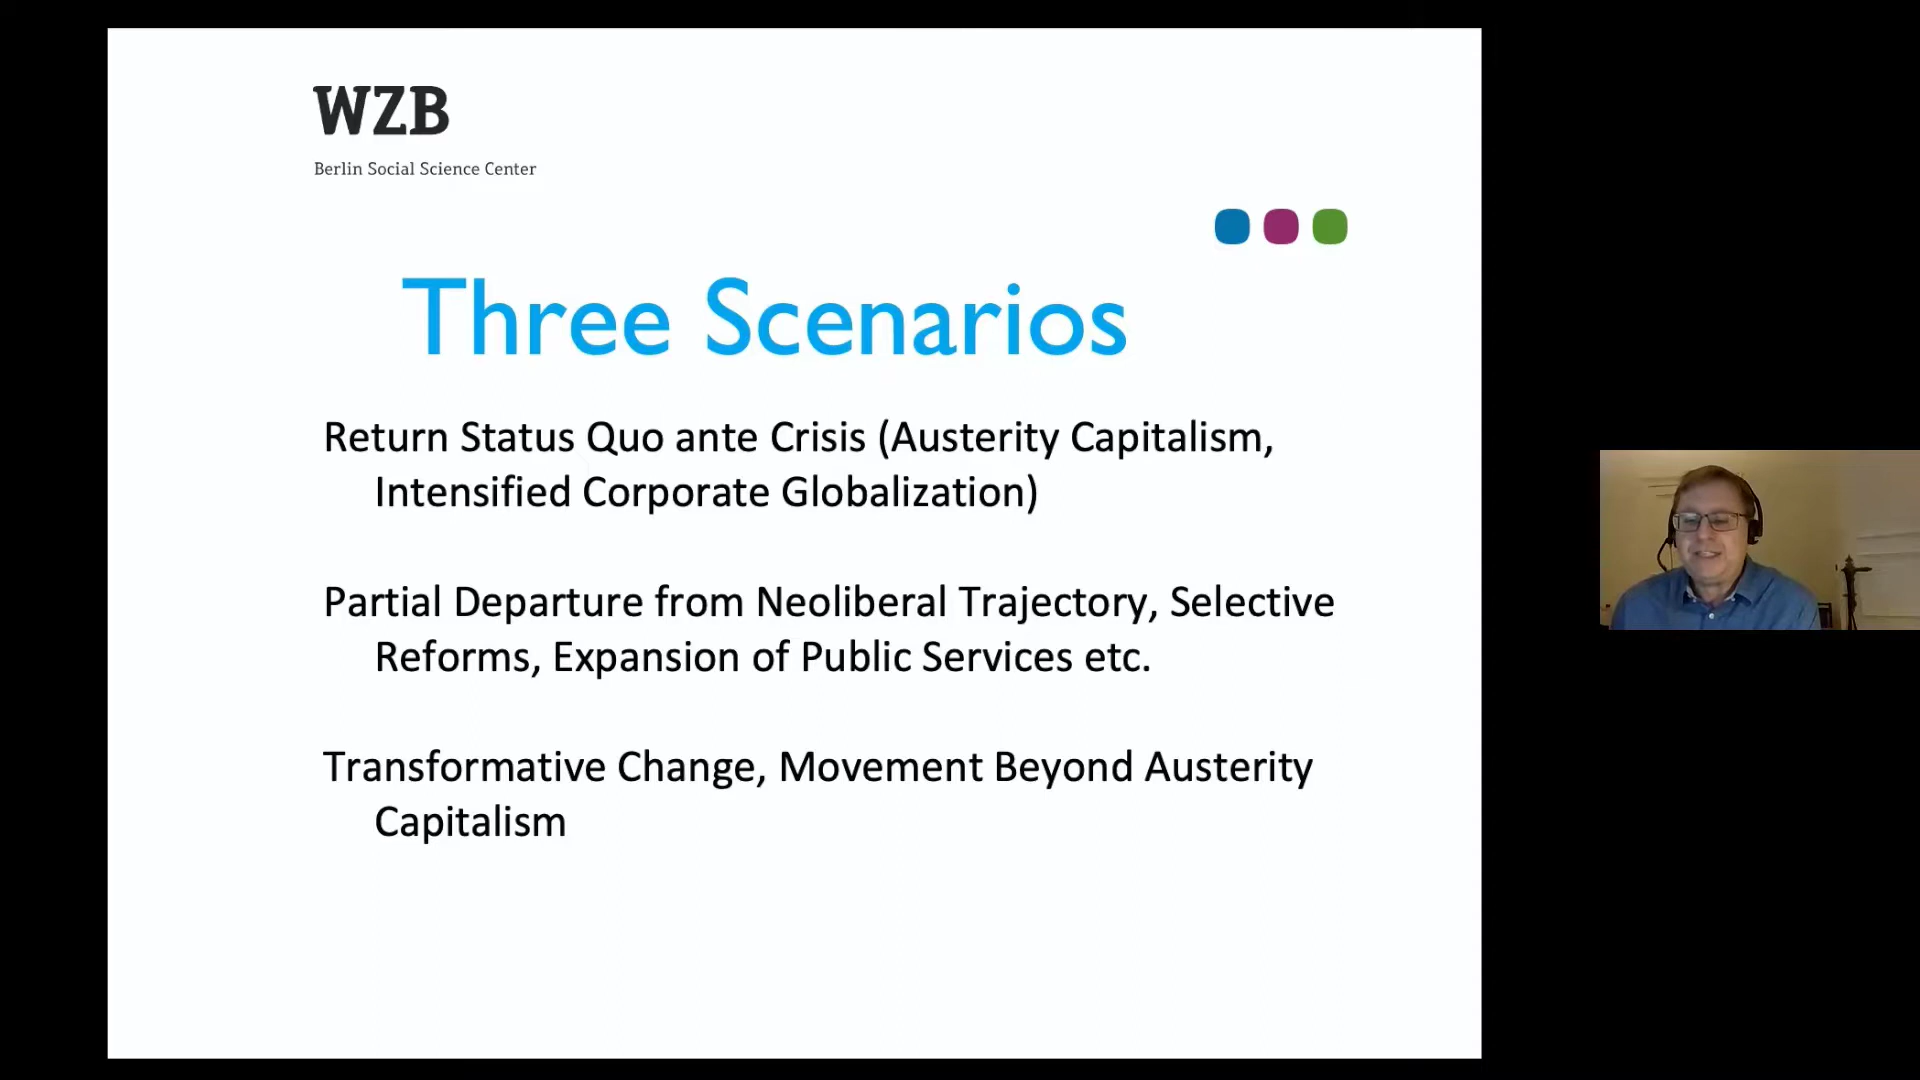 WZB
Berlin Social Science Center
Three Scenarios
Return Status Quo ante Crisis (Austerity Capitalism,
Intensified Corporate Globalization)
Partial Departure from Neoliberal Trajectory, Selective
Reforms, Expansion of Public Services etc.
Transformative Change, Movement Beyond Austerity
Capitalism